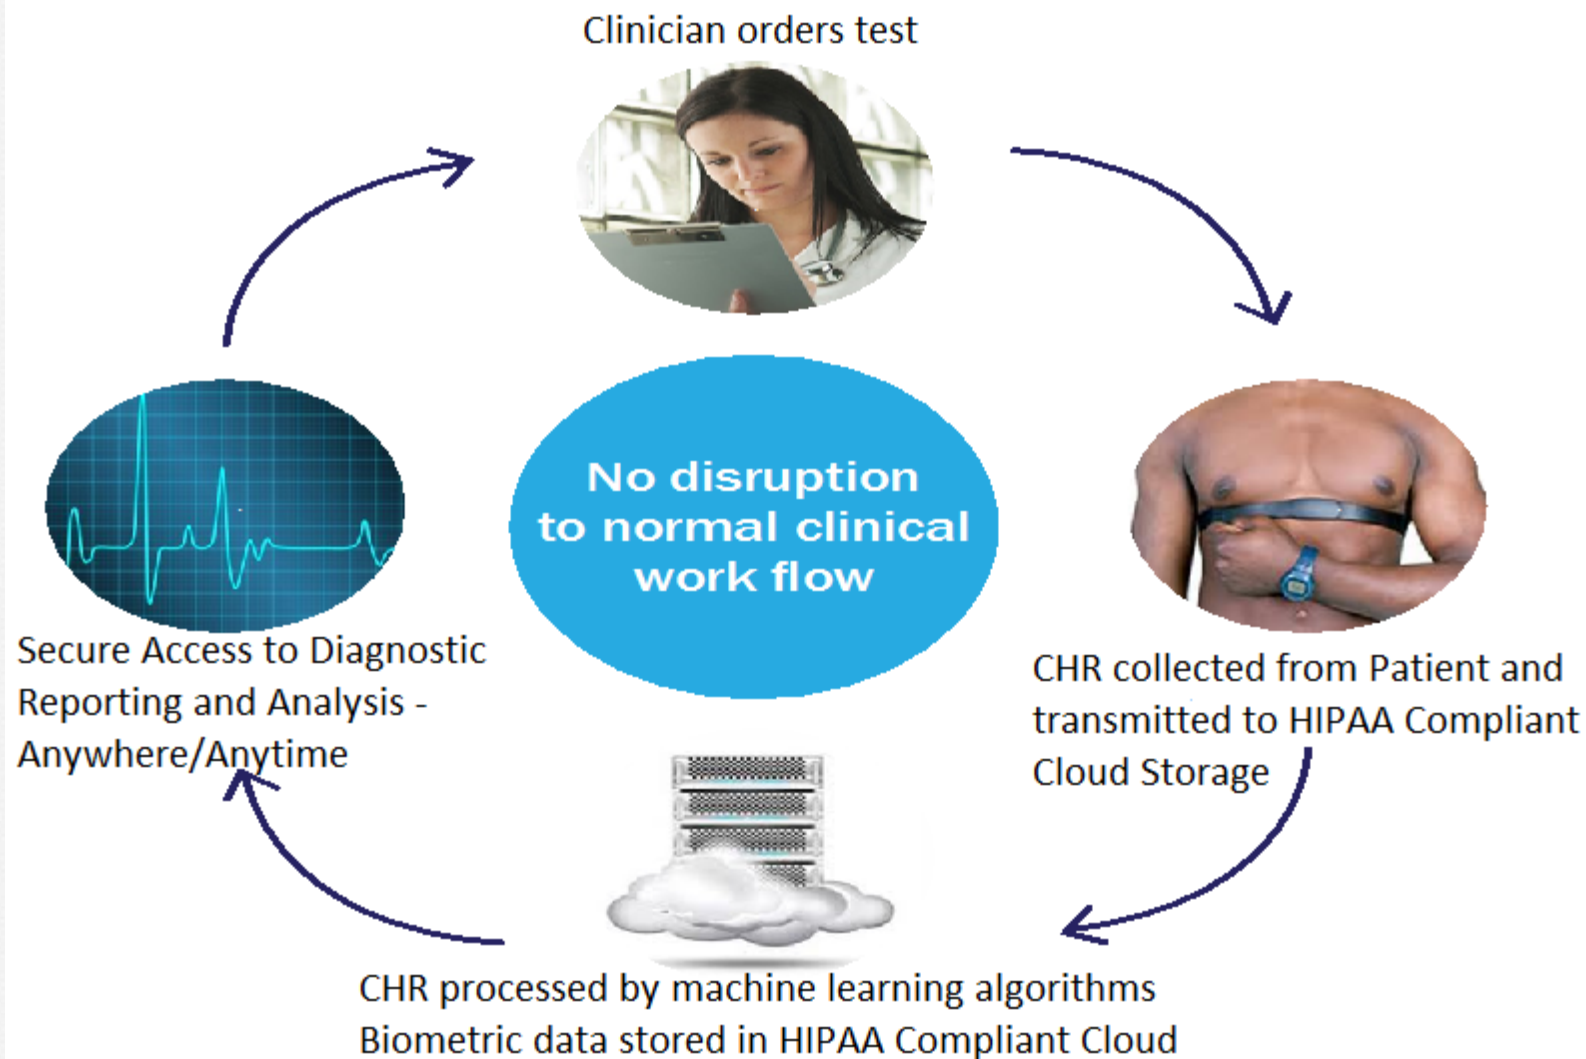 Clinician orders test
No disruption
to normal clinical
work flow
Secure Access to Diagnostic
Reporting and Analysis -
Anywhere/Anytime
CHR collected from Patient and
transmitted to HIPAA Compliant
Cloud Storage
CHR processed by machine learning algorithms
Biometric data stored in HIPAA Compliant Cloud